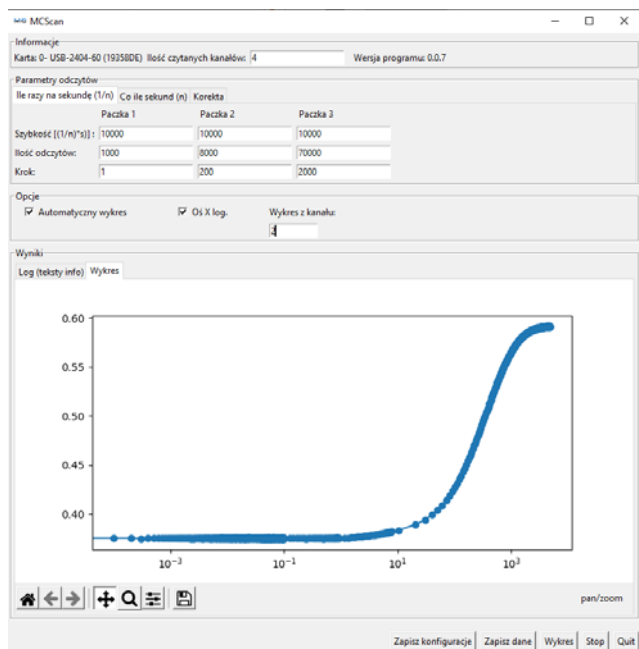 MCScan
Informacje
Karta: 0- USB-2404-60 (19358DE) Ilość czytanych kanałów: 4 Wersja programu: 0.0.7
Parametry odczytów
Ile razy na sekundę (1/n) Co ile sekund (n) Korekta
Paczka 1 Paczka 2 Paczka 3
Szybkość [(1/n)*s)] : 10000 10000 10000
Ilość odczytów: 1000 8000 70000
Krok: 1 200 2000
Opcje
Automatyczny wykres Oś X log. Wykres z kanału:
Wyniki
Log (teksty info) Wykres
0.60
0.55
0.50
0.45
0.40
10⁻³ 10⁻¹ 10¹ 10³
pan/zoom
Zapisz konfiguracje Zapisz dane Wykres Stop Quit